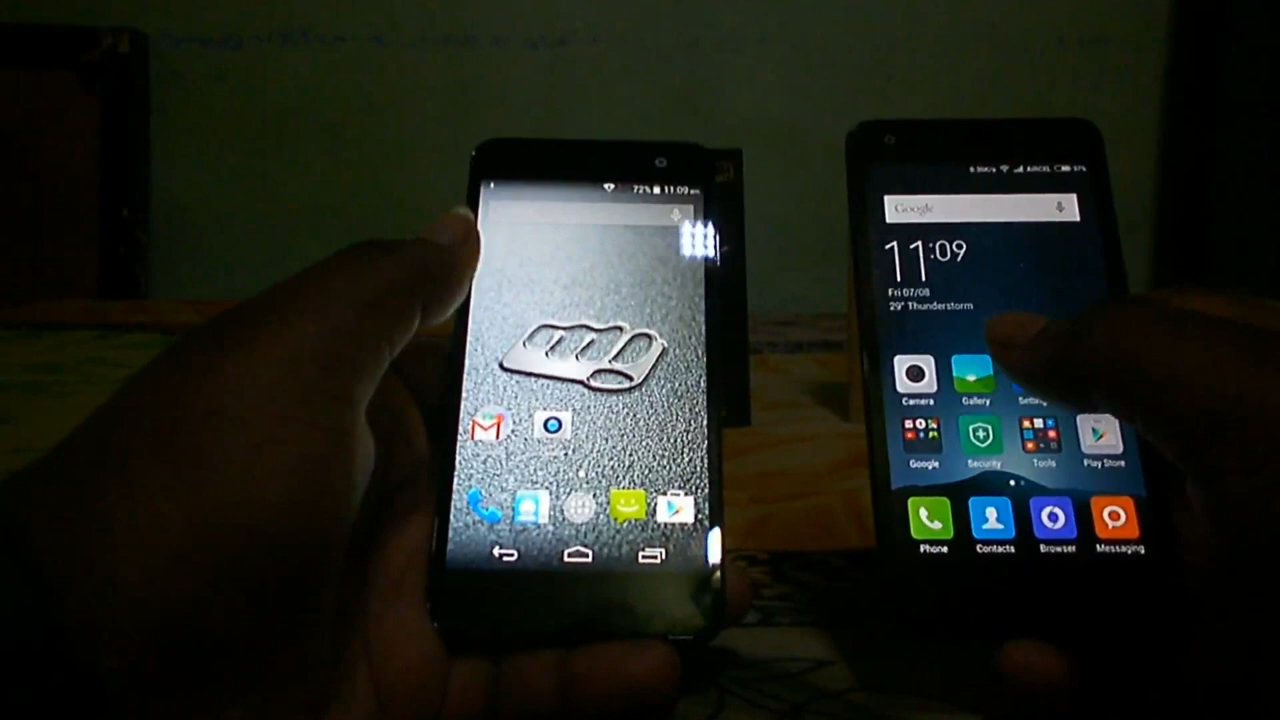 72% 11:09
AIRCEL
Google
11:09
Fri 07/08
29° Thunderstorm
Camera
Gallery
Google
Security
Tools
Play Store
Phone
Contacts
Browser
Messaging